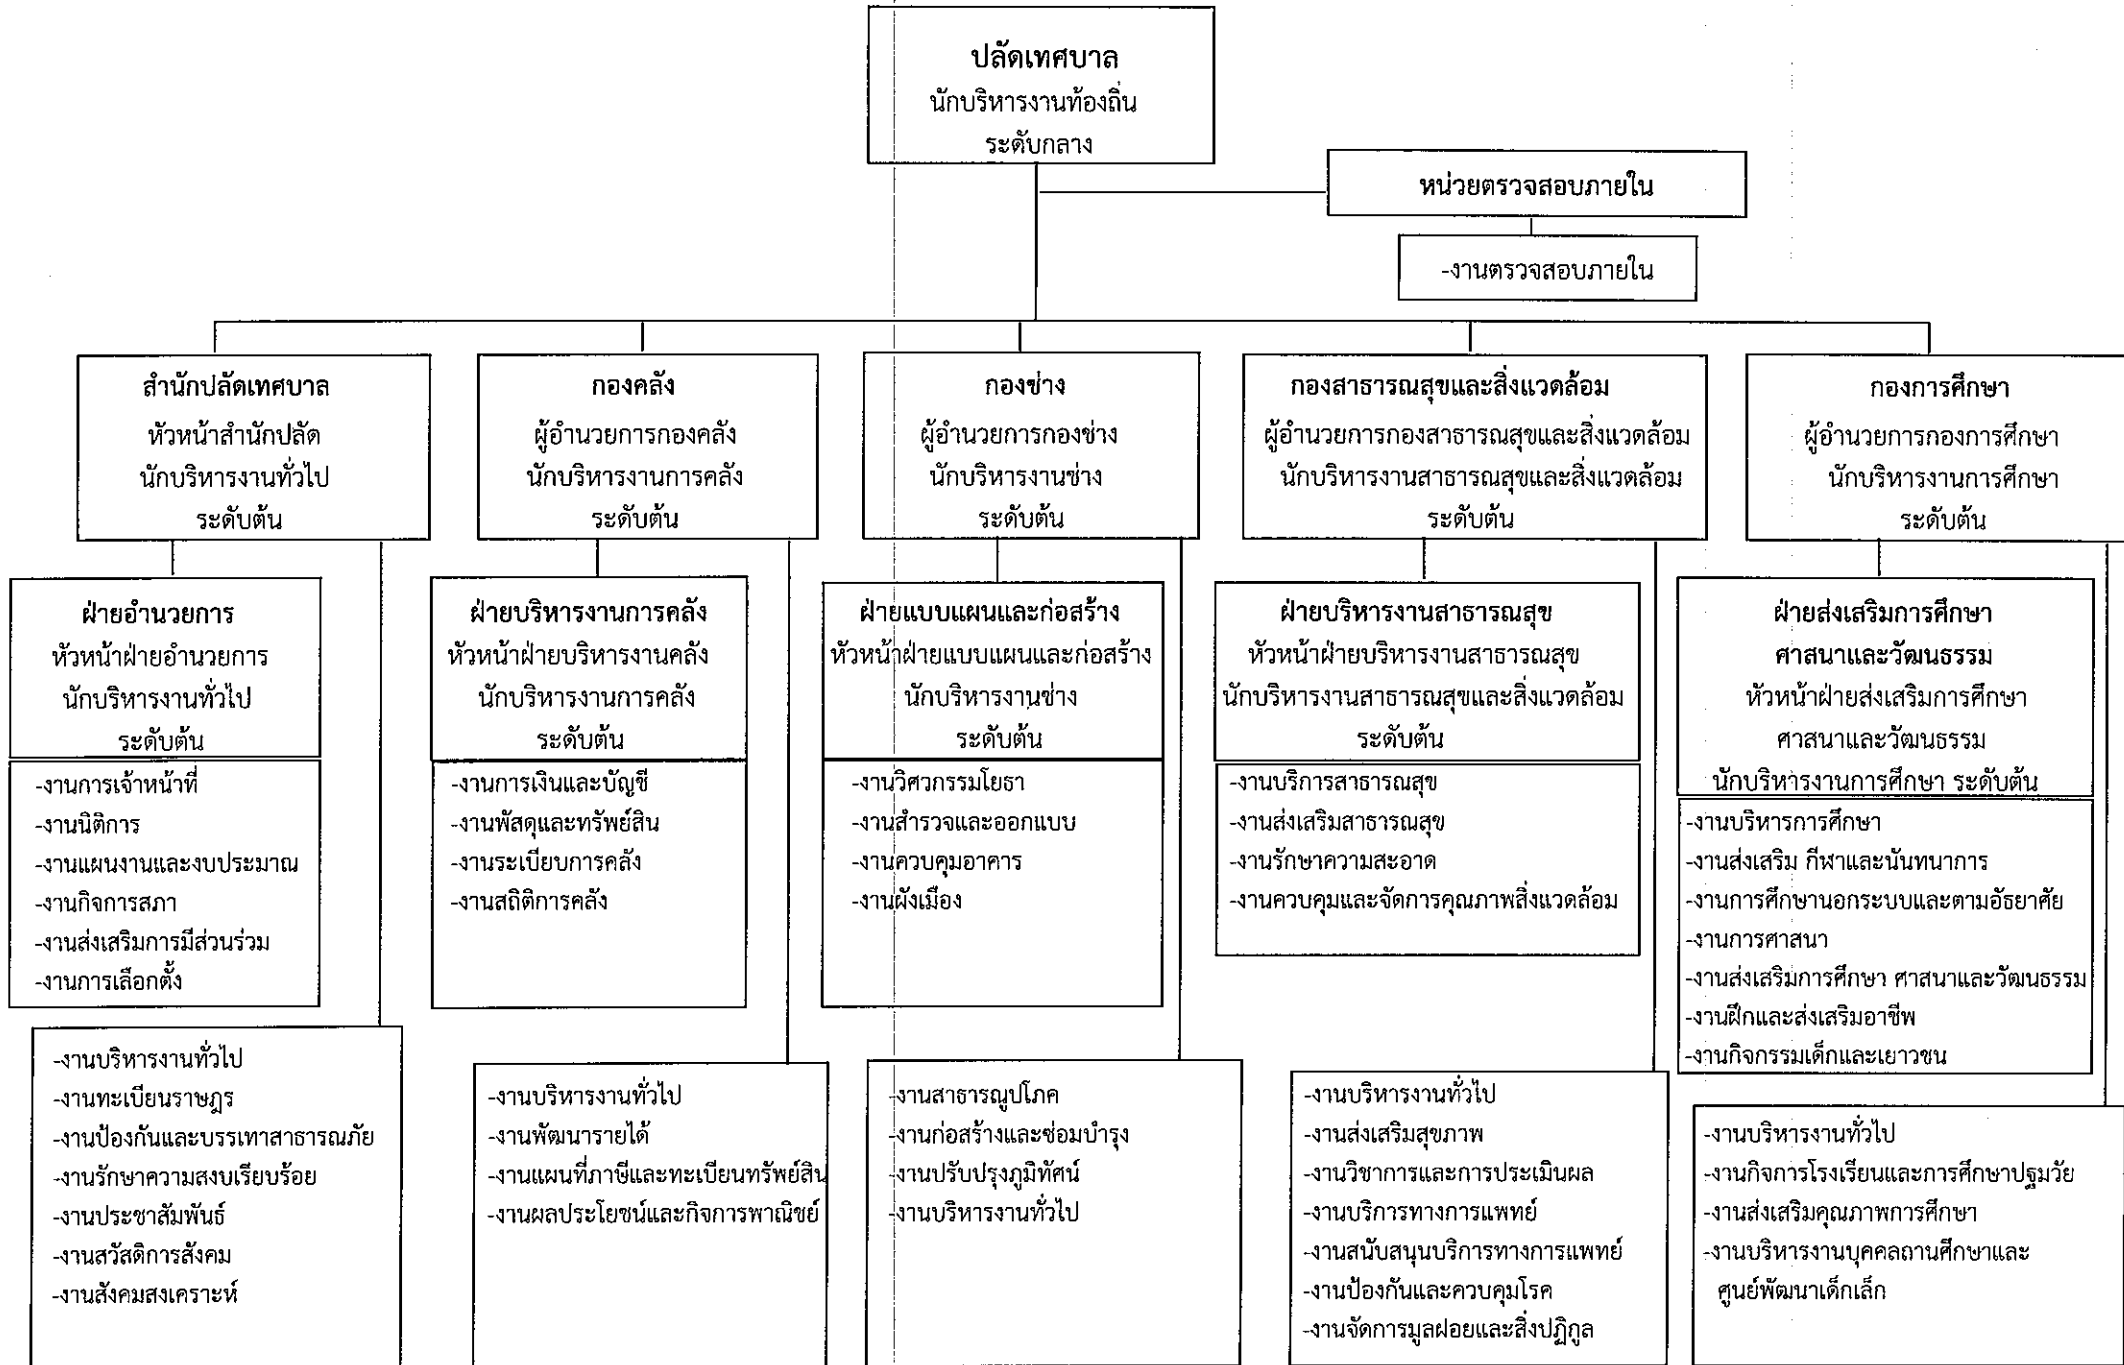 ปลัดเทศบาล
นักบริหารงานท้องถิ่น
ระดับกลาง
หน่วยตรวจสอบภายใน
-งานตรวจสอบภายใน
สำนักปลัดเทศบาล
หัวหน้าสำนักปลัด
นักบริหารงานทั่วไป
ระดับต้น
กองคลัง
ผู้อำนวยการกองคลัง
นักบริหารงานการคลัง
ระดับต้น
กองช่าง
ผู้อำนวยการกองช่าง
นักบริหารงานช่าง
ระดับต้น
กองสาธารณสุขและสิ่งแวดล้อม
ผู้อำนวยการกองสาธารณสุขและสิ่งแวดล้อม
นักบริหารงานสาธารณสุขและสิ่งแวดล้อม
ระดับต้น
กองการศึกษา
ผู้อำนวยการกองการศึกษา
นักบริหารงานการศึกษา
ระดับต้น
ฝ่ายอำนวยการ
หัวหน้าฝ่ายอำนวยการ
นักบริหารงานทั่วไป
ระดับต้น
-งานการเจ้าหน้าที่
-งานนิติการ
-งานแผนงานและงบประมาณ
-งานกิจการสภา
-งานส่งเสริมการมีส่วนร่วม
-งานการเลือกตั้ง
ฝ่ายบริหารงานการคลัง
หัวหน้าฝ่ายบริหารงานคลัง
นักบริหารงานการคลัง
ระดับต้น
-งานการเงินและบัญชี
-งานพัสดุและทรัพย์สิน
-งานระเบียบการคลัง
-งานสถิติการคลัง
ฝ่ายแบบแผนและก่อสร้าง
หัวหน้าฝ่ายแบบแผนและก่อสร้าง
นักบริหารงานช่าง
ระดับต้น
-งานวิศวกรรมโยธา
-งานสำรวจและออกแบบ
-งานควบคุมอาคาร
-งานผังเมือง
ฝ่ายบริหารงานสาธารณสุข
หัวหน้าฝ่ายบริหารงานสาธารณสุข
นักบริหารงานสาธารณสุขและสิ่งแวดล้อม
ระดับต้น
-งานบริการสาธารณสุข
-งานส่งเสริมสาธารณสุข
-งานรักษาความสะอาด
-งานควบคุมและจัดการคุณภาพสิ่งแวดล้อม
ฝ่ายส่งเสริมการศึกษา
ศาสนาและวัฒนธรรม
หัวหน้าฝ่ายส่งเสริมการศึกษา
ศาสนาและวัฒนธรรม
นักบริหารงานการศึกษา ระดับต้น
-งานบริหารการศึกษา
-งานส่งเสริม กีฬาและนันทนาการ
-งานการศึกษานอกระบบและตามอัธยาศัย
-งานการศาสนา
-งานส่งเสริมการศึกษา ศาสนาและวัฒนธรรม
-งานฝึกและส่งเสริมอาชีพ
-งานกิจกรรมเด็กและเยาวชน
-งานบริหารงานทั่วไป
-งานทะเบียนราษฎร
-งานป้องกันและบรรเทาสาธารณภัย
-งานรักษาความสงบเรียบร้อย
-งานประชาสัมพันธ์
-งานสวัสดิการสังคม
-งานสังคมสงเคราะห์
-งานบริหารงานทั่วไป
-งานพัฒนารายได้
-งานแผนที่ภาษีและทะเบียนทรัพย์สิน
-งานผลประโยชน์และกิจการพาณิชย์
-งานสาธารณูปโภค
-งานก่อสร้างและซ่อมบำรุง
-งานปรับปรุงภูมิทัศน์
-งานบริหารงานทั่วไป
-งานบริหารงานทั่วไป
-งานส่งเสริมสุขภาพ
-งานวิชาการและการประเมินผล
-งานบริการทางการแพทย์
-งานสนับสนุนบริการทางการแพทย์
-งานป้องกันและควบคุมโรค
-งานจัดการมูลฝอยและสิ่งปฏิกูล
-งานบริหารงานทั่วไป
-งานกิจการโรงเรียนและการศึกษาปฐมวัย
-งานส่งเสริมคุณภาพการศึกษา
-งานบริหารงานบุคคลถานศึกษาและ
ศูนย์พัฒนาเด็กเล็ก